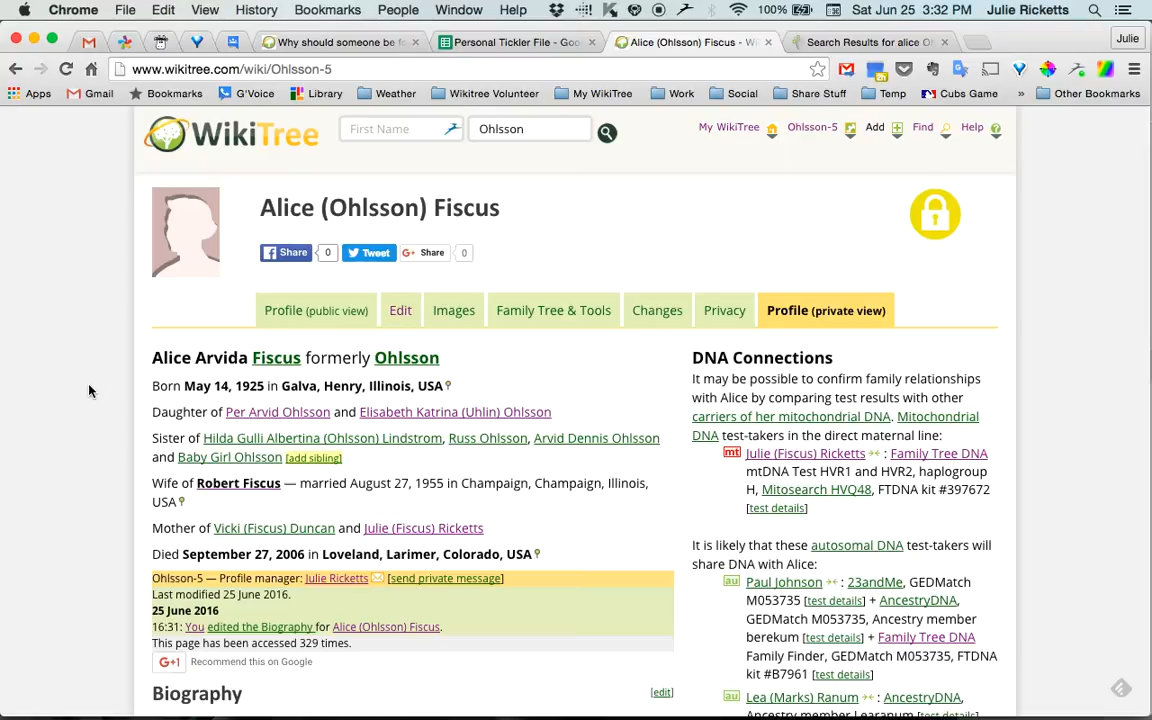 Chrome File Edit View History Bookmarks People Window Help 100% Sat Jun 25 3:32 PM Julie Ricketts
Why should someone be f Personal Tickler File - Goo Alice (Ohlsson) Fiscus - Wi Search Results for alice O Julie
www.wikitree.com/wiki/Ohlsson-5
Apps Gmail Bookmarks G'Voice Library Weather Wikitree Volunteer My WikiTree Work Social Share Stuff Temp Cubs Game » Other Bookmarks
WikiTree First Name Ohlsson My WikiTree Ohlsson-5 Add Find Help
Alice (Ohlsson) Fiscus
Share 0 Tweet G+ Share 0
Profile (public view) Edit Images Family Tree & Tools Changes Privacy Profile (private view)
Alice Arvida Fiscus formerly Ohlsson
Born May 14, 1925 in Galva, Henry, Illinois, USA
Daughter of Per Arvid Ohlsson and Elisabeth Katrina (Uhlin) Ohlsson
Sister of Hilda Gulli Albertina (Ohlsson) Lindstrom, Russ Ohlsson, Arvid Dennis Ohlsson
and Baby Girl Ohlsson [add sibling]
Wife of Robert Fiscus — married August 27, 1955 in Champaign, Champaign, Illinois,
USA
Mother of Vicki (Fiscus) Duncan and Julie (Fiscus) Ricketts
Died September 27, 2006 in Loveland, Larimer, Colorado, USA
Ohlsson-5 — Profile manager: Julie Ricketts [send private message]
Last modified 25 June 2016.
25 June 2016
16:31: You edited the Biography for Alice (Ohlsson) Fiscus.
This page has been accessed 329 times.
G+1 Recommend this on Google
Biography [edit]
DNA Connections
It may be possible to confirm family relationships
with Alice by comparing test results with other
carriers of her mitochondrial DNA. Mitochondrial
DNA test-takers in the direct maternal line:
mt Julie (Fiscus) Ricketts : Family Tree DNA
mtDNA Test HVR1 and HVR2, haplogroup
H, Mitosearch HVQ48, FTDNA kit #397672
[test details]
It is likely that these autosomal DNA test-takers will
share DNA with Alice:
au Paul Johnson : 23andMe, GEDMatch
M053735 [test details] + AncestryDNA,
GEDMatch M053735, Ancestry member
berekum [test details] + Family Tree DNA
Family Finder, GEDMatch M053735, FTDNA
kit #B7961 [test details]
au Lea (Marks) Ranum : AncestryDNA,
Ancestry member Learanum [test details]